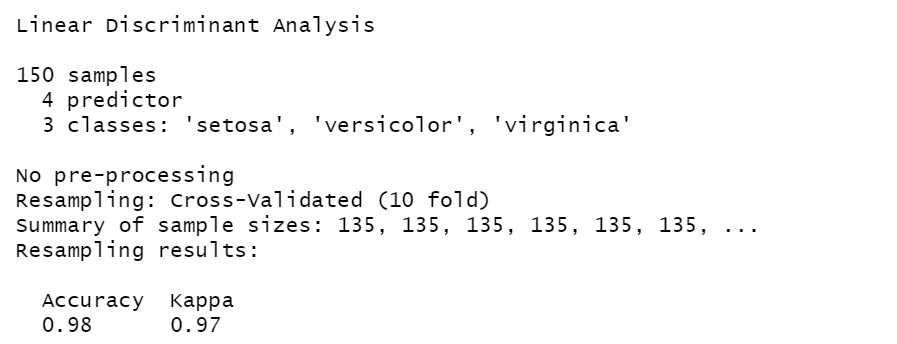 Linear Discriminant Analysis
150 samples
4 predictor
3 classes: 'setosa', 'versicolor', 'virginica'
No pre-processing
Resampling: Cross-Validated (10 fold)
Summary of sample sizes: 135, 135, 135, 135, 135, 135, ...
Resampling results:
Accuracy  Kappa
0.98      0.97